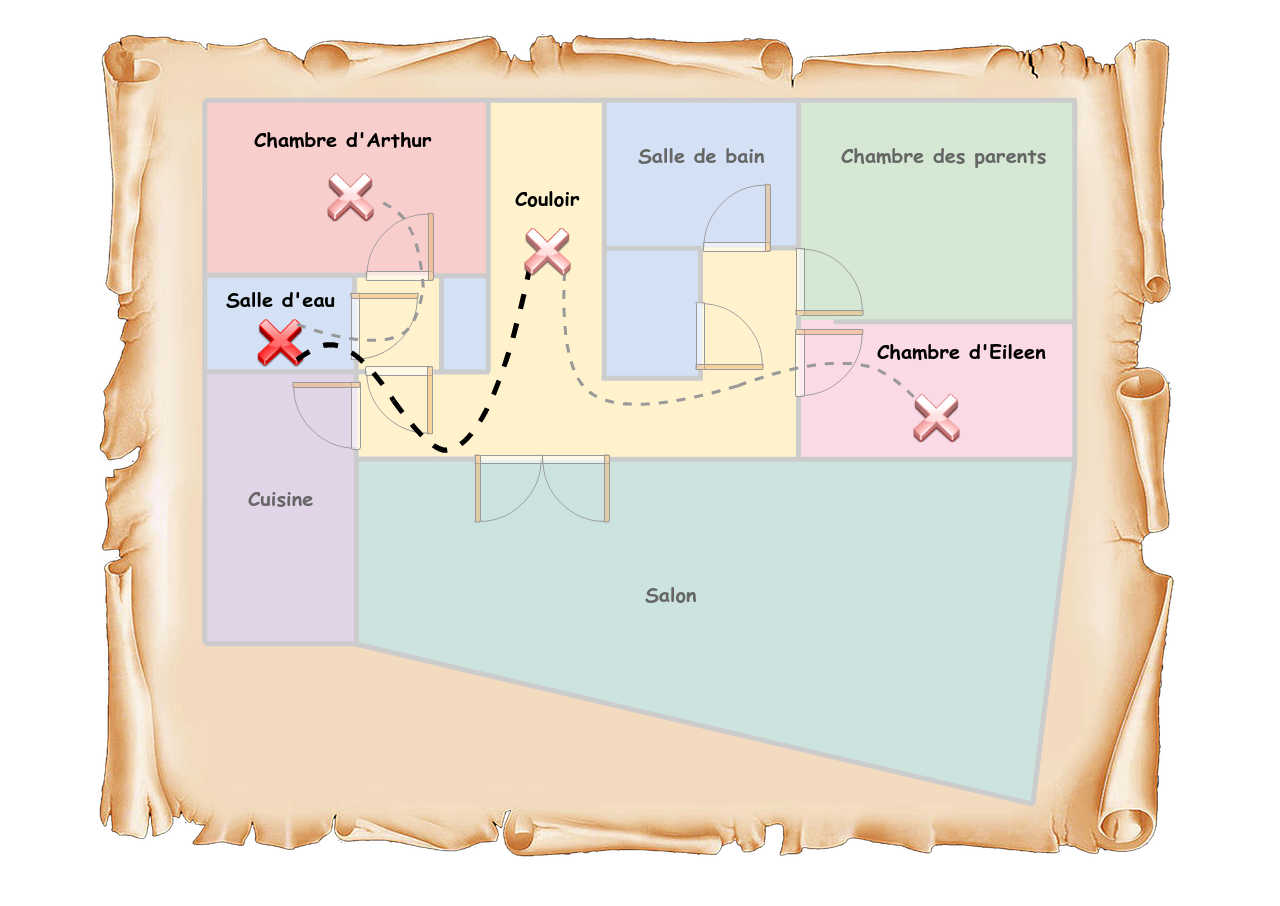 Chambre d'Arthur
Salle de bain
Chambre des parents
Couloir
Salle d'eau
Chambre d'Eileen
Cuisine
Salon